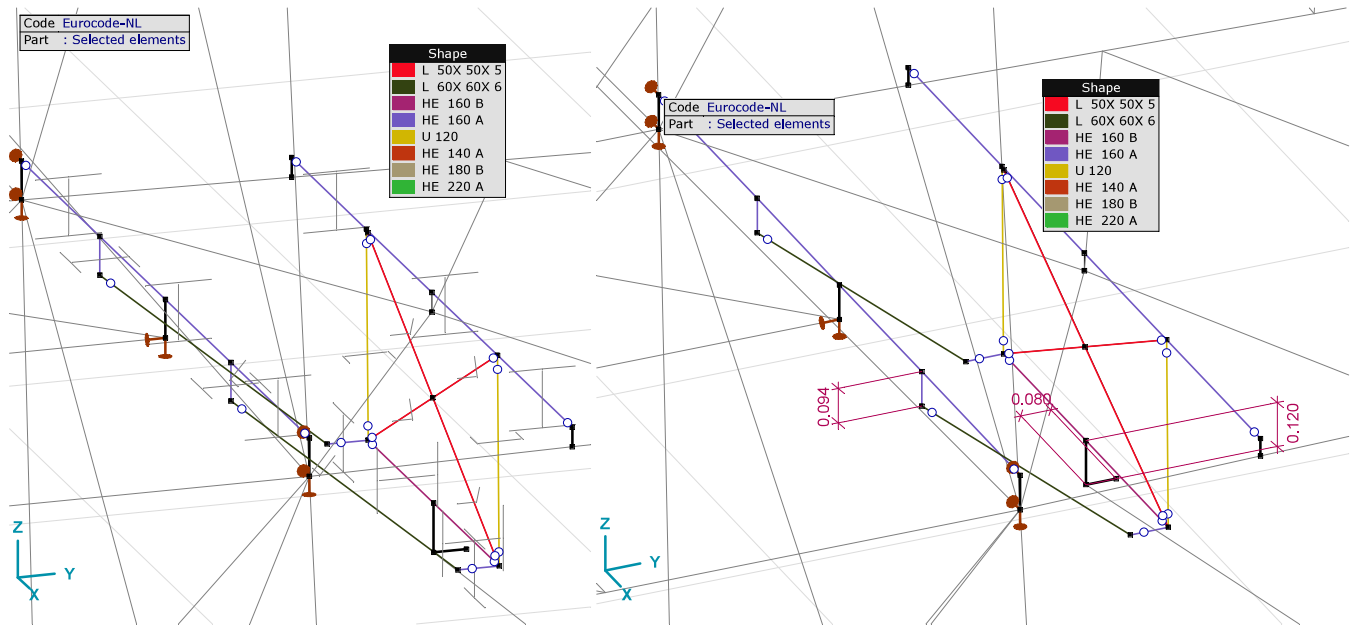 Code Eurocode-NL
Part : Selected elements
Shape
L 50X 50X 5
L 60X 60X 6
HE 160 B
HE 160 A
U 120
HE 140 A
HE 180 B
HE 220 A
Z
Y
X
Code Eurocode-NL
Part : Selected elements
Shape
L 50X 50X 5
L 60X 60X 6
HE 160 B
HE 160 A
U 120
HE 140 A
HE 180 B
HE 220 A
0.094
0.080
0.120
Z
Y
X